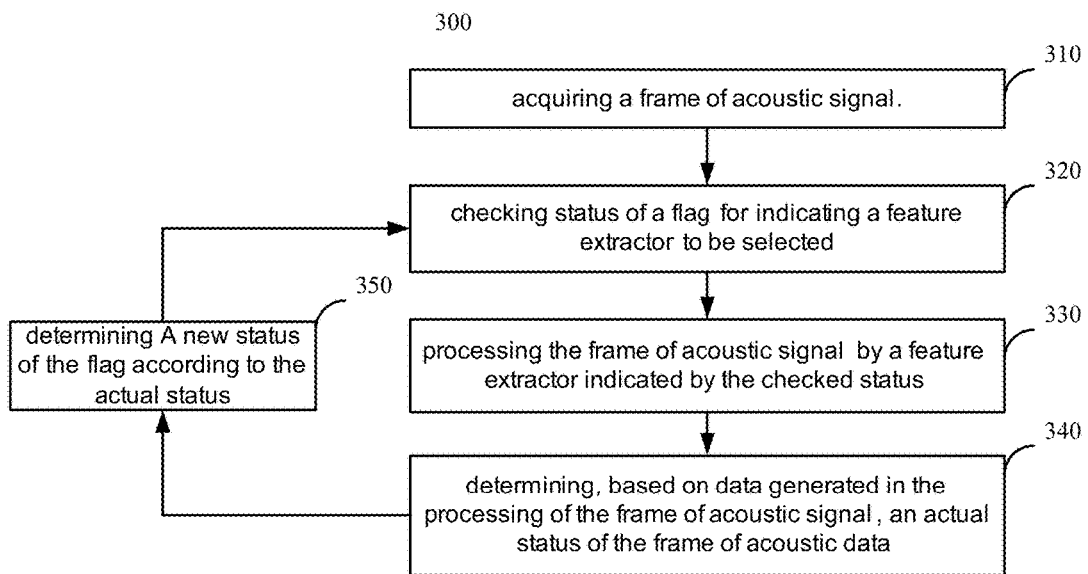 300
310
acquiring a frame of acoustic signal.
320
checking status of a flag for indicating a feature
extractor to be selected
350
determining A new status
of the flag according to the
actual status
330
processing the frame of acoustic signal by a feature
extractor indicated by the checked status
340
determining, based on data generated in the
processing of the frame of acoustic signal , an actual
status of the frame of acoustic data